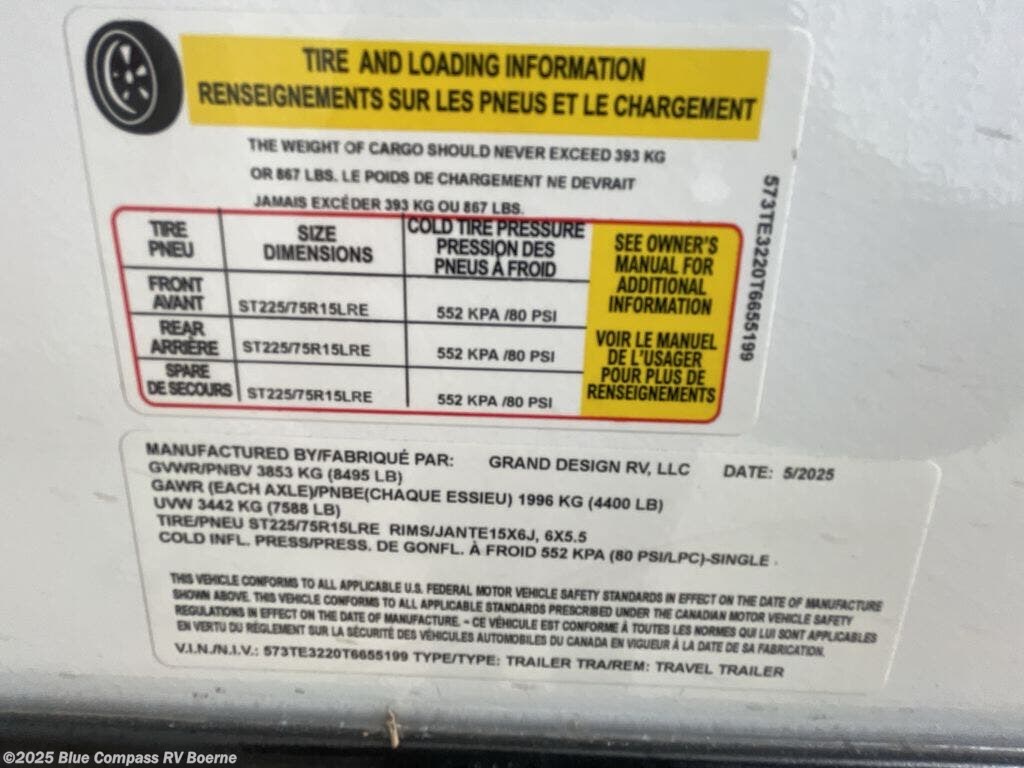 TIRE AND LOADING INFORMATION
RENSEIGNEMENTS SUR LES PNEUS ET LE CHARGEMENT
THE WEIGHT OF CARGO SHOULD NEVER EXCEED 393 KG
OR 867 LBS. LE POIDS DE CHARGEMENT NE DEVRAIT
JAMAIS EXCÉDER 393 KG OU 867 LBS.
TIRE
PNEU
SIZE
DIMENSIONS
COLD TIRE PRESSURE
PRESSION DES
PNEUS À FROID
FRONT
AVANT
ST225/75R15LRE
552 KPA /80 PSI
REAR
ARRIÈRE
ST225/75R15LRE
552 KPA /80 PSI
SPARE
DE SECOURS
ST225/75R15LRE
552 KPA /80 PSI
SEE OWNER'S
MANUAL FOR
ADDITIONAL
INFORMATION
VOIR LE MANUEL
DE L'USAGER
POUR PLUS DE
RENSEIGNEMENTS
573TE3220T6655199
MANUFACTURED BY/FABRIQUÉ PAR: GRAND DESIGN RV, LLC DATE: 5/2025
GVWR/PNBV 3853 KG (8495 LB)
GAWR (EACH AXLE)/PNBE(CHAQUE ESSIEU) 1996 KG (4400 LB)
UVW 3442 KG (7588 LB)
TIRE/PNEU ST225/75R15LRE RIMS/JANTE15X6J, 6X5.5
COLD INFL. PRESS/PRESS. DE GONFL. À FROID 552 KPA (80 PSI/LPC)-SINGLE
THIS VEHICLE CONFORMS TO ALL APPLICABLE U.S. FEDERAL MOTOR VEHICLE SAFETY STANDARDS IN EFFECT ON THE DATE OF MANUFACTURE
SHOWN ABOVE. THIS VEHICLE CONFORMS TO ALL APPLICABLE STANDARDS PRESCRIBED UNDER THE CANADIAN MOTOR VEHICLE SAFETY
REGULATIONS IN EFFECT ON THE DATE OF MANUFACTURE. – CE VÉHICULE EST CONFORME À TOUTES LES NORMES QUI LUI SONT APPLICABLES
EN VERTU DU RÈGLEMENT SUR LA SÉCURITÉ DES VÉHICULES AUTOMOBILES DU CANADA EN VIGUEUR À LA DATE DE SA FABRICATION.
V.I.N./N.I.V.: 573TE3220T6655199 TYPE/TYPE: TRAILER TRA/REM: TRAVEL TRAILER
©2025 Blue Compass RV Boerne